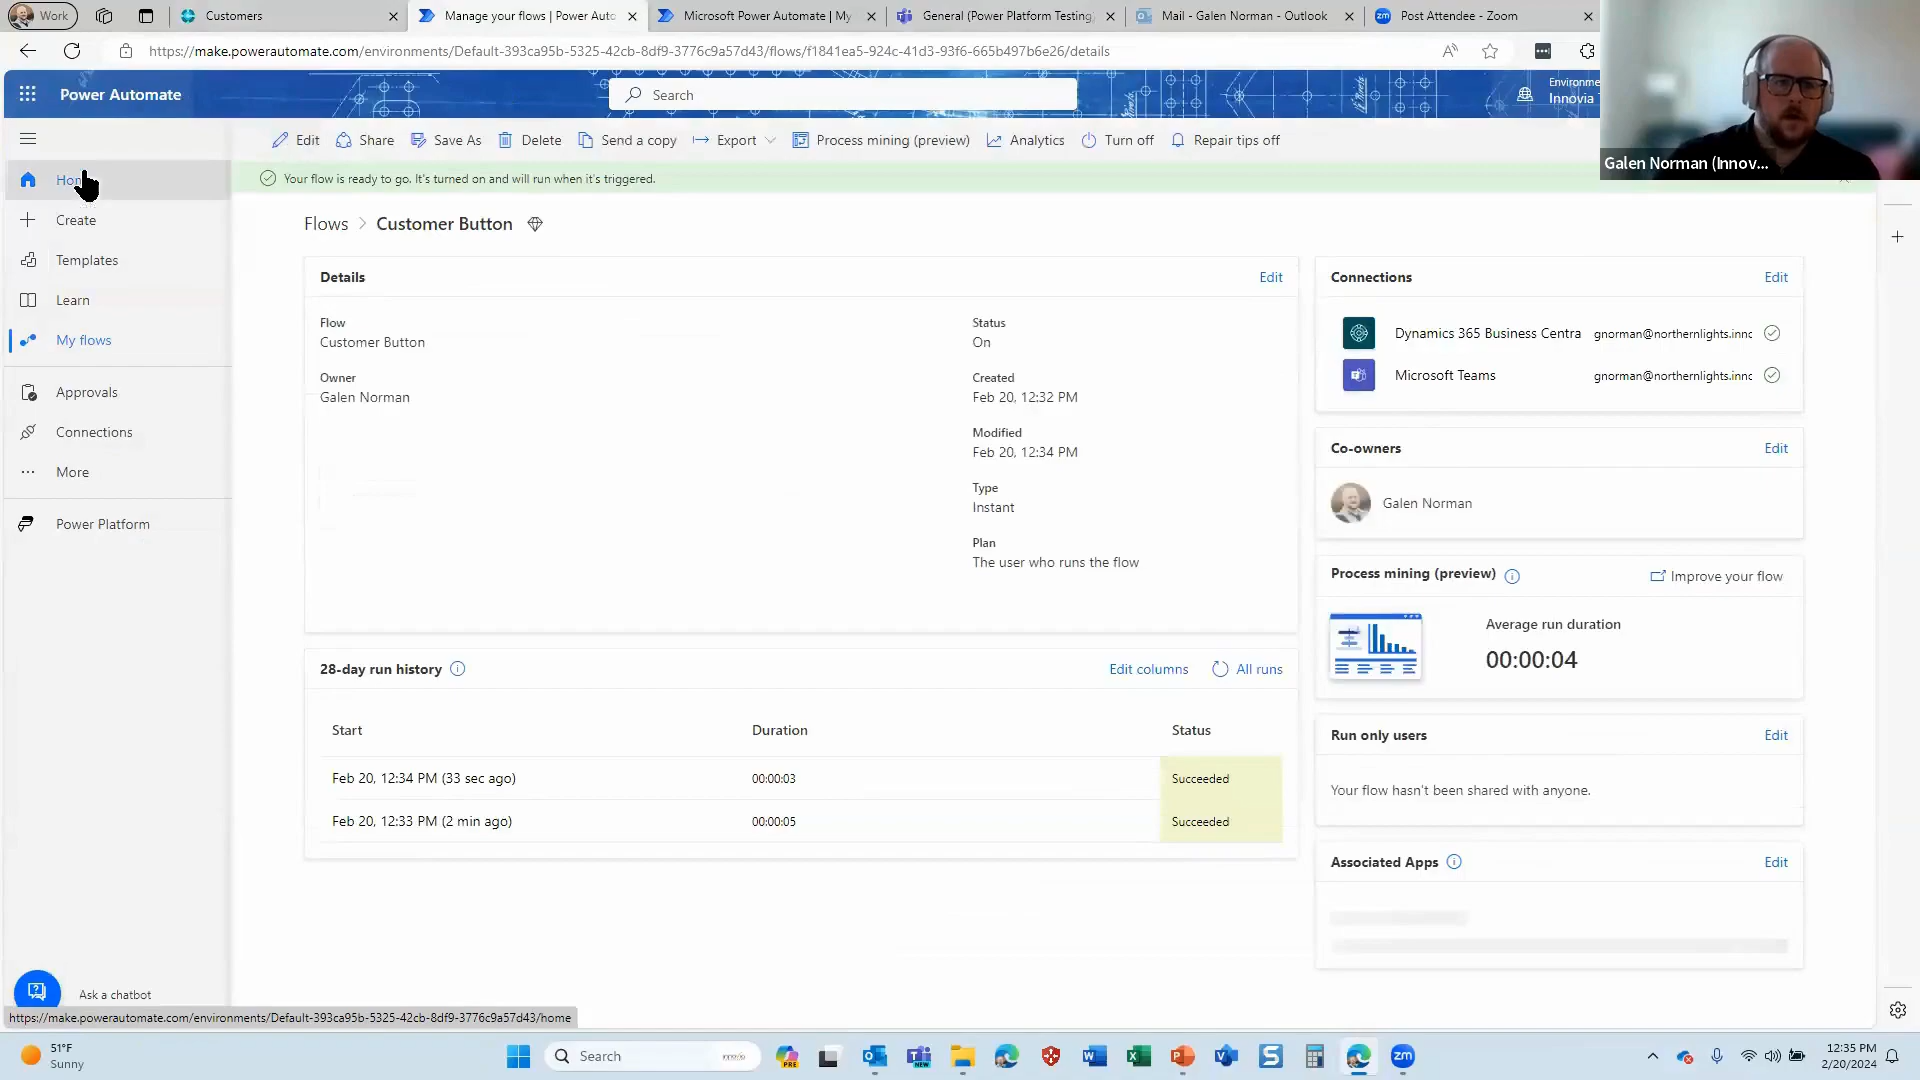 Work
Customers
Manage your flows | Power Auto
Microsoft Power Automate | My
General (Power Platform Testing
Mail - Galen Norman - Outlook
Post Attendee - Zoom
https://make.powerautomate.com/environments/Default-393ca95b-5325-42cb-8df9-3776c9a57d43/flows/f1841ea5-924c-41d3-93f6-665b497b6e26/details
Power Automate
Search
Environme
Innovia
Galen Norman (Innov...
Edit
Share
Save As
Delete
Send a copy
Export
Process mining (preview)
Analytics
Turn off
Repair tips off
Your flow is ready to go. It's turned on and will run when it's triggered.
Create
Templates
Learn
My flows
Approvals
Connections
More
Power Platform
Flows > Customer Button
Details
Edit
Flow
Customer Button
Owner
Galen Norman
Status
On
Created
Feb 20, 12:32 PM
Modified
Feb 20, 12:34 PM
Type
Instant
Plan
The user who runs the flow
28-day run history
Edit columns
All runs
Start Duration Status
Feb 20, 12:34 PM (33 sec ago) 00:00:03 Succeeded
Feb 20, 12:33 PM (2 min ago) 00:00:05 Succeeded
Connections
Edit
Dynamics 365 Business Centra gnorman@northernlights.innc
Microsoft Teams gnorman@northernlights.innc
Co-owners
Edit
Galen Norman
Process mining (preview)
Improve your flow
Average run duration
00:00:04
Run only users
Edit
Your flow hasn't been shared with anyone.
Associated Apps
Edit
Ask a chatbot
https://make.powerautomate.com/environments/Default-393ca95b-5325-42cb-8df9-3776c9a57d43/home
51°F
Sunny
Search
12:35 PM
2/20/2024